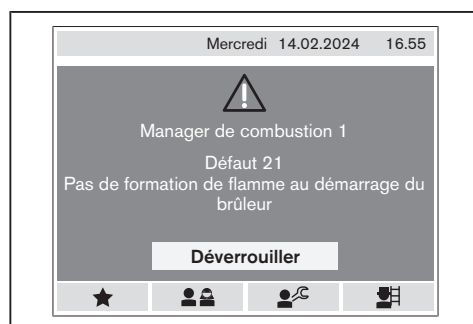 Mercredi 14.02.2024 16.55
Manager de combustion 1
Défaut 21
Pas de formation de flamme au démarrage du
brûleur
Déverrouiller